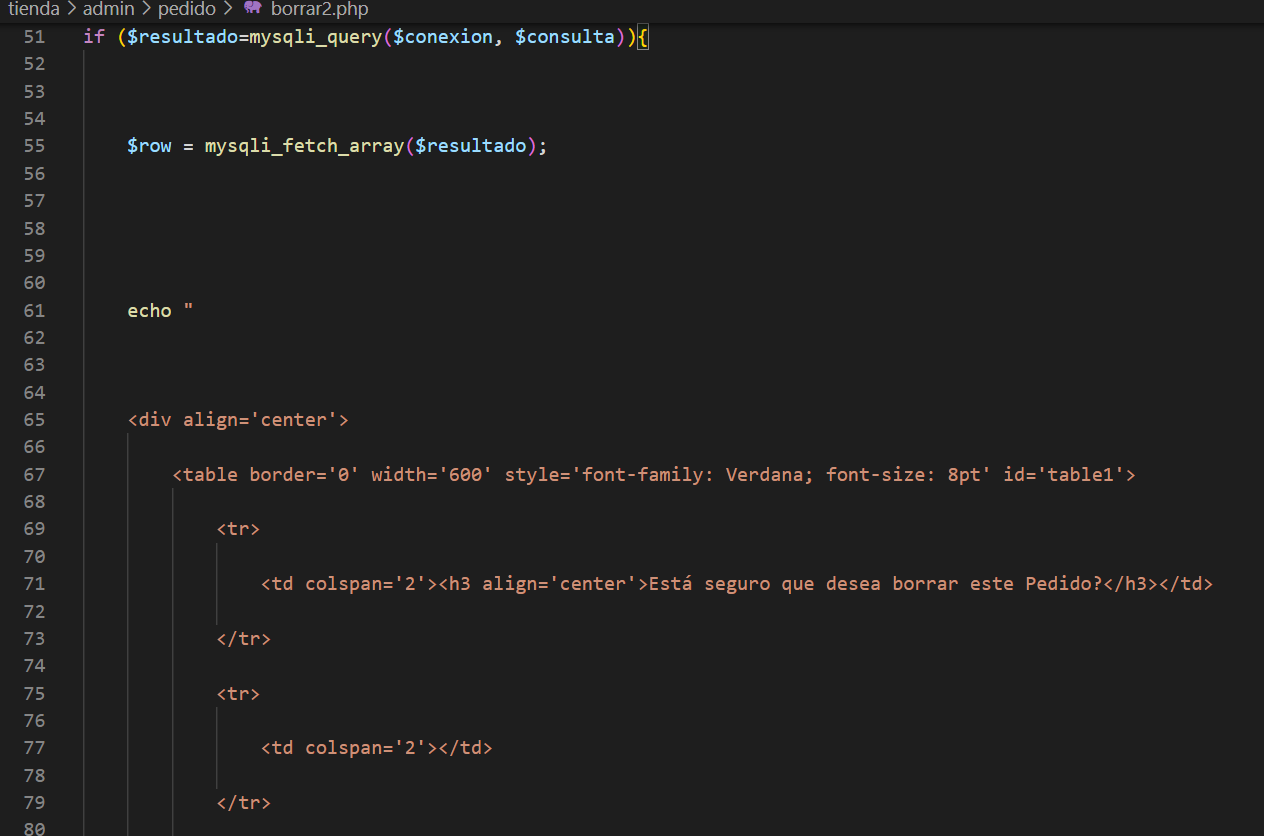 tienda > admin > pedido > borrar2.php
51 if ($resultado=mysqli_query($conexion, $consulta)){
52
53
54
55 $row = mysqli_fetch_array($resultado);
56
57
58
59
60
61 echo "
62
63
64
65 <div align='center'>
66
67 <table border='0' width='600' style='font-family: Verdana; font-size: 8pt' id='table1'>
68
69 <tr>
70
71 <td colspan='2'><h3 align='center'>Está seguro que desea borrar este Pedido?</h3></td>
72
73 </tr>
74
75 <tr>
76
77 <td colspan='2'></td>
78
79 </tr>
80